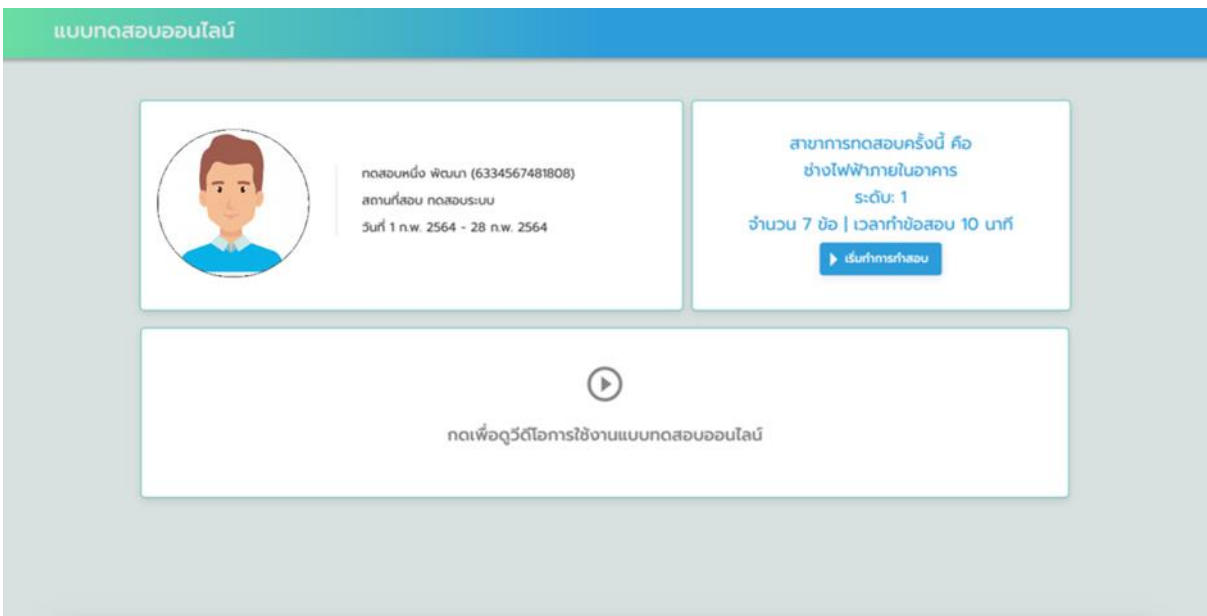 แบบทดสอบออนไลน์
ทดสอบหนึ่ง พัฒนา (6334567481808)
สถานที่สอบ ทดสอบระบบ
วันที่ 1 ก.พ. 2564 - 28 ก.พ. 2564
สาขาการทดสอบครั้งนี้ คือ
ช่างไฟฟ้าภายในอาคาร
ระดับ: 1
จำนวน 7 ข้อ | เวลาทำข้อสอบ 10 นาที
เริ่มทำการทำสอบ
กดเพื่อดูวีดีโอการใช้งานแบบทดสอบออนไลน์